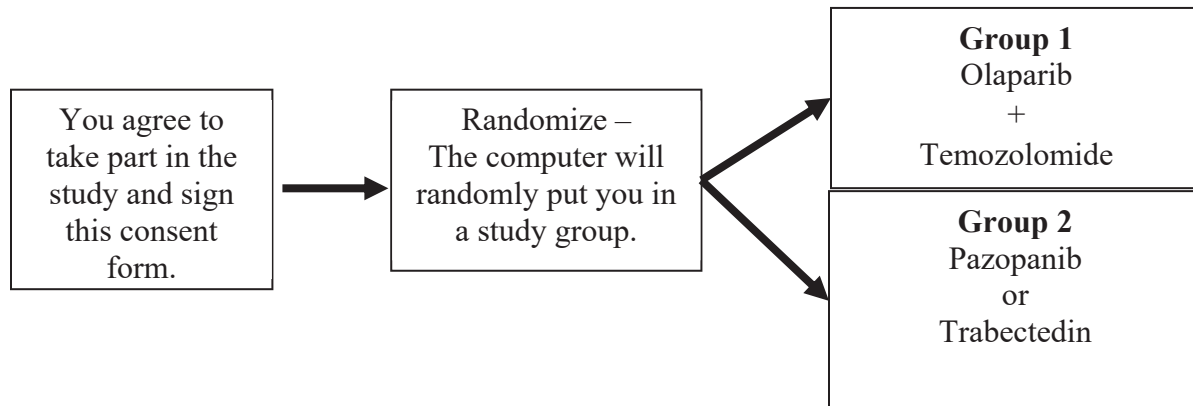 You agree to
take part in the
study and sign
this consent
form.
Randomize –
The computer will
randomly put you in
a study group.
Group 1
Olaparib
+
Temozolomide
Group 2
Pazopanib
or
Trabectedin